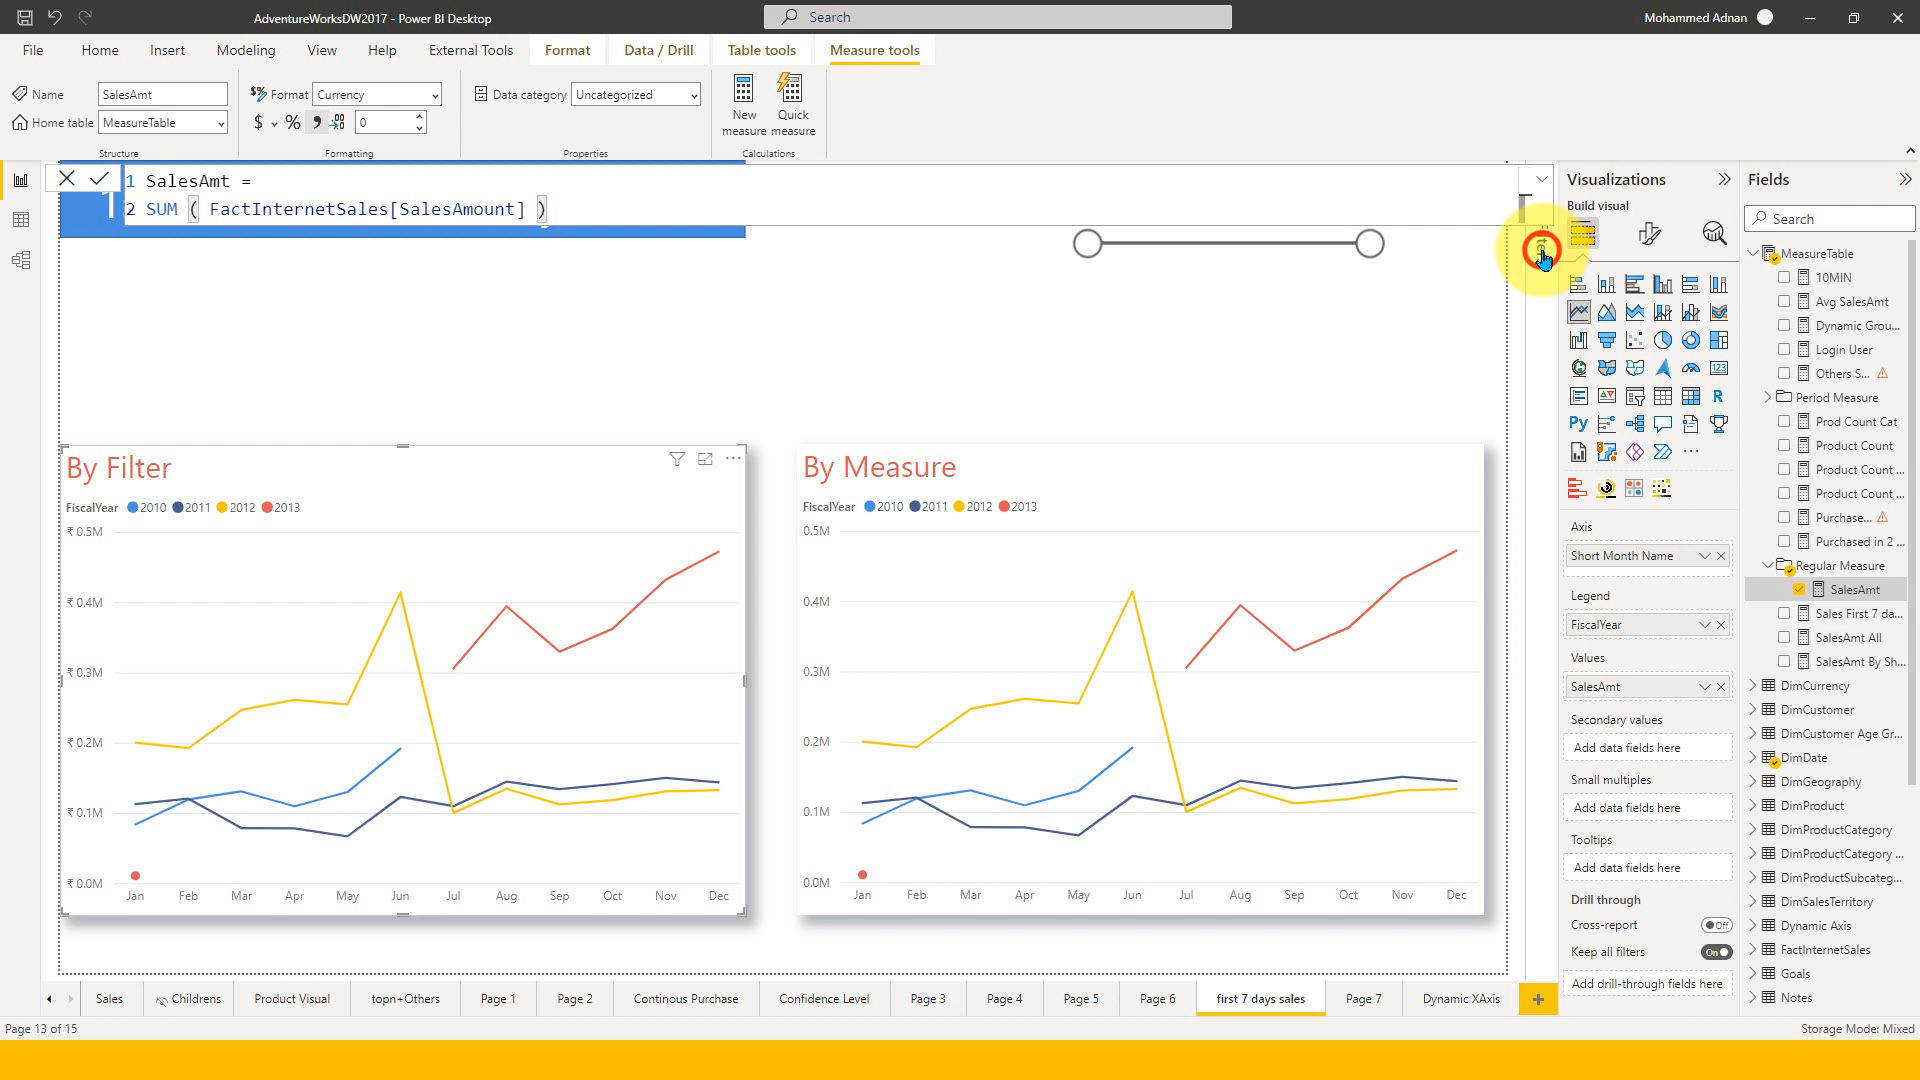 AdventureWorksDW2017 - Power BI Desktop
Search
Mohammed Adnan
File
Home
Insert
Modeling
View
Help
External Tools
Format
Data / Drill
Table tools
Measure tools
Name
SalesAmt
Home table
MeasureTable
Structure
Format
Currency
$
%
0
Formatting
Data category
Uncategorized
Properties
New measure
Quick measure
Calculations
1 SalesAmt =
2 SUM ( FactInternetSales[SalesAmount] )
By Filter
FiscalYear 2010 2011 2012 2013
₹ 0.5M
₹ 0.4M
₹ 0.3M
₹ 0.2M
₹ 0.1M
₹ 0.0M
Jan Feb Mar Apr May Jun Jul Aug Sep Oct Nov Dec
By Measure
FiscalYear 2010 2011 2012 2013
0.5M
0.4M
0.3M
0.2M
0.1M
0.0M
Jan Feb Mar Apr May Jun Jul Aug Sep Oct Nov Dec
Visualizations
Build visual
123
R
Py
Axis
Short Month Name
Legend
FiscalYear
Values
SalesAmt
Secondary values
Add data fields here
Small multiples
Add data fields here
Tooltips
Add data fields here
Drill through
Cross-report
Off
Keep all filters
On
Add drill-through fields here
Fields
Search
MeasureTable
10MIN
Avg SalesAmt
Dynamic Grou...
Login User
Others S...
Period Measure
Prod Count Cat
Product Count
Product Count ...
Product Count ...
Purchase...
Purchased in 2 ...
Regular Measure
SalesAmt
Sales First 7 da...
SalesAmt All
SalesAmt By Sh...
DimCurrency
DimCustomer
DimCustomer Age Gr...
DimDate
DimGeography
DimProduct
DimProductCategory
DimProductCategory ...
DimProductSubcateg...
DimSalesTerritory
Dynamic Axis
FactInternetSales
Goals
Notes
Sales
Childrens
Product Visual
topn+Others
Page 1
Page 2
Continous Purchase
Confidence Level
Page 3
Page 4
Page 5
Page 6
first 7 days sales
Page 7
Dynamic XAxis
Page 13 of 15
Storage Mode: Mixed